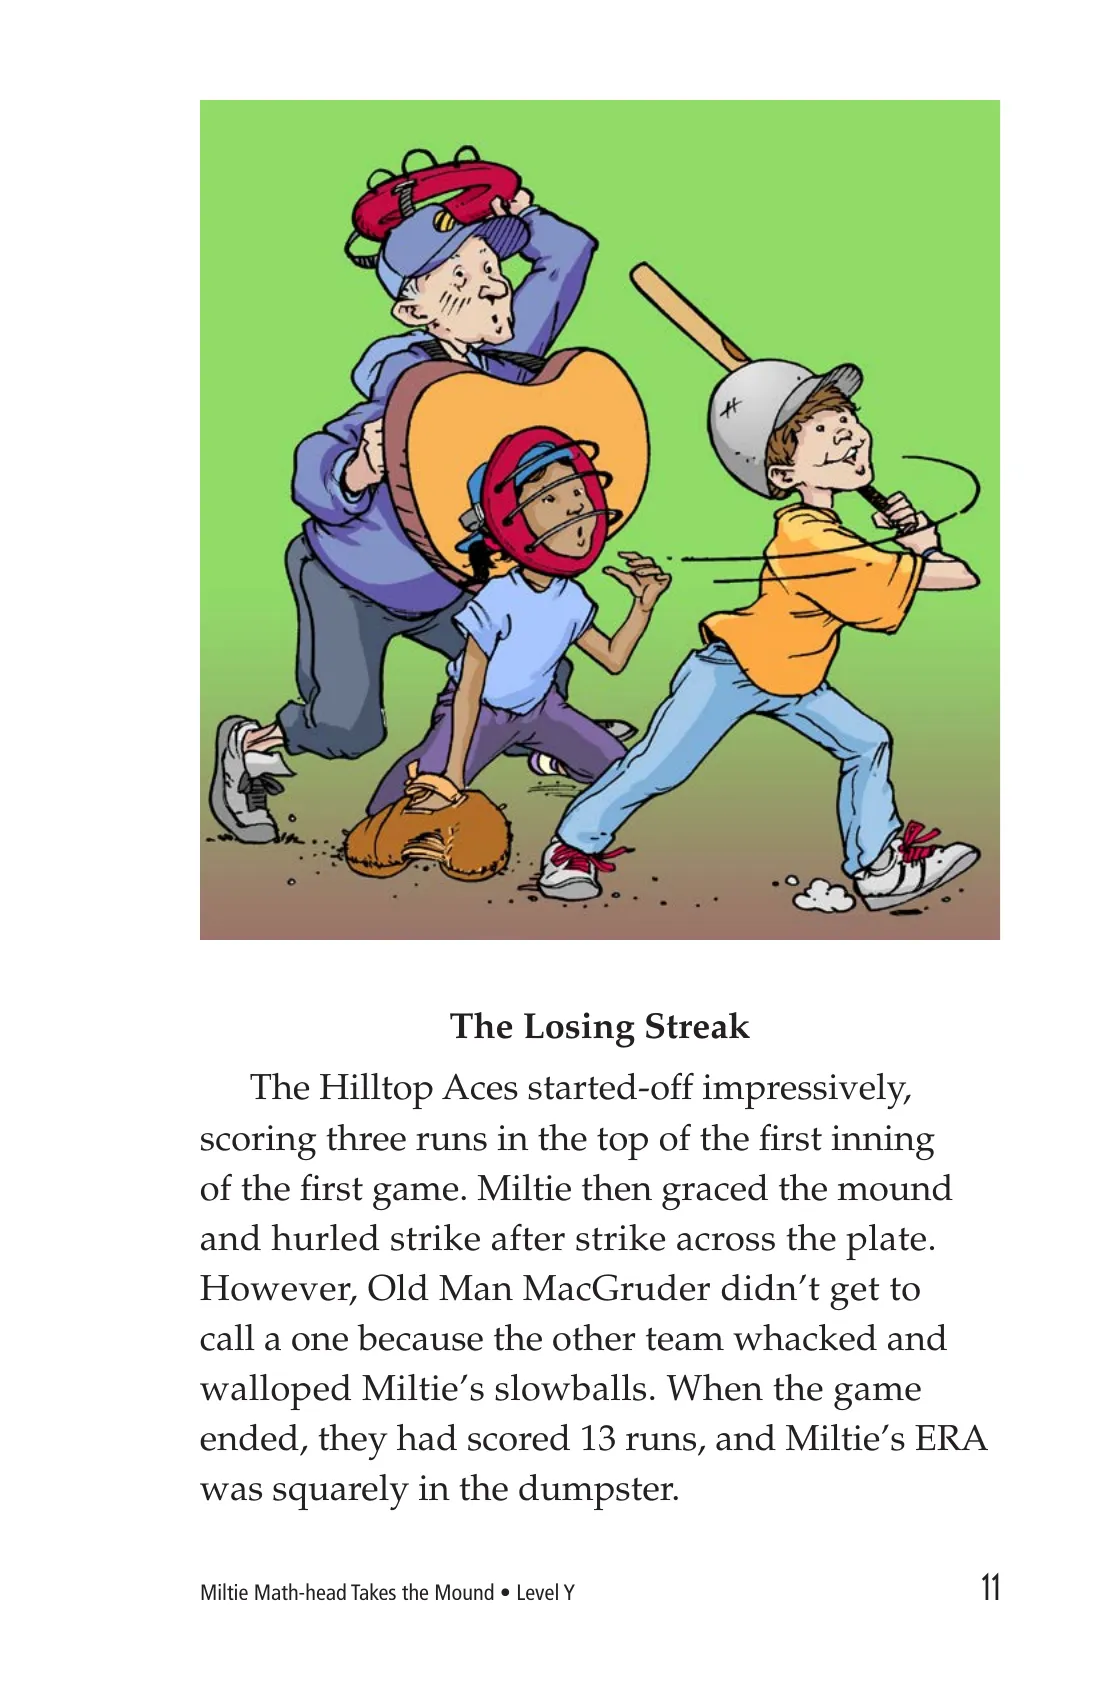 The Losing Streak
The Hilltop Aces started-off impressively,
scoring three runs in the top of the first inning
of the first game. Miltie then graced the mound
and hurled strike after strike across the plate.
However, Old Man MacGruder didn’t get to
call a one because the other team whacked and
walloped Miltie’s slowballs. When the game
ended, they had scored 13 runs, and Miltie’s ERA
was squarely in the dumpster.
Miltie Math-head Takes the Mound • Level Y 11